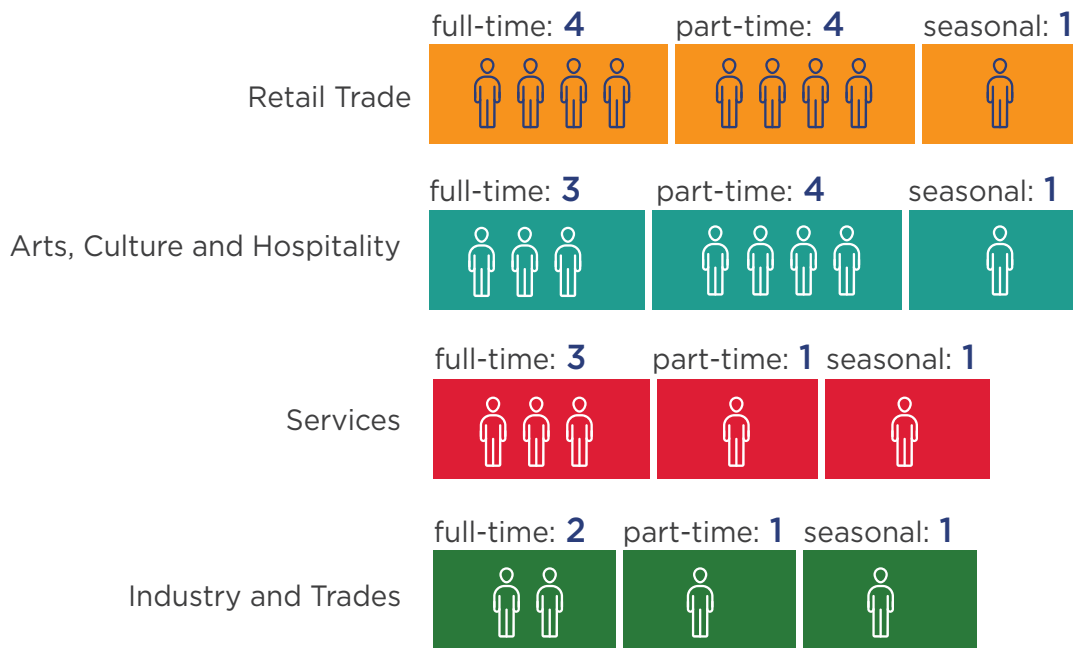 full-time: 4 part-time: 4 seasonal: 1
Retail Trade
full-time: 3 part-time: 4 seasonal: 1
Arts, Culture and Hospitality
full-time: 3 part-time: 1 seasonal: 1
Services
full-time: 2 part-time: 1 seasonal: 1
Industry and Trades